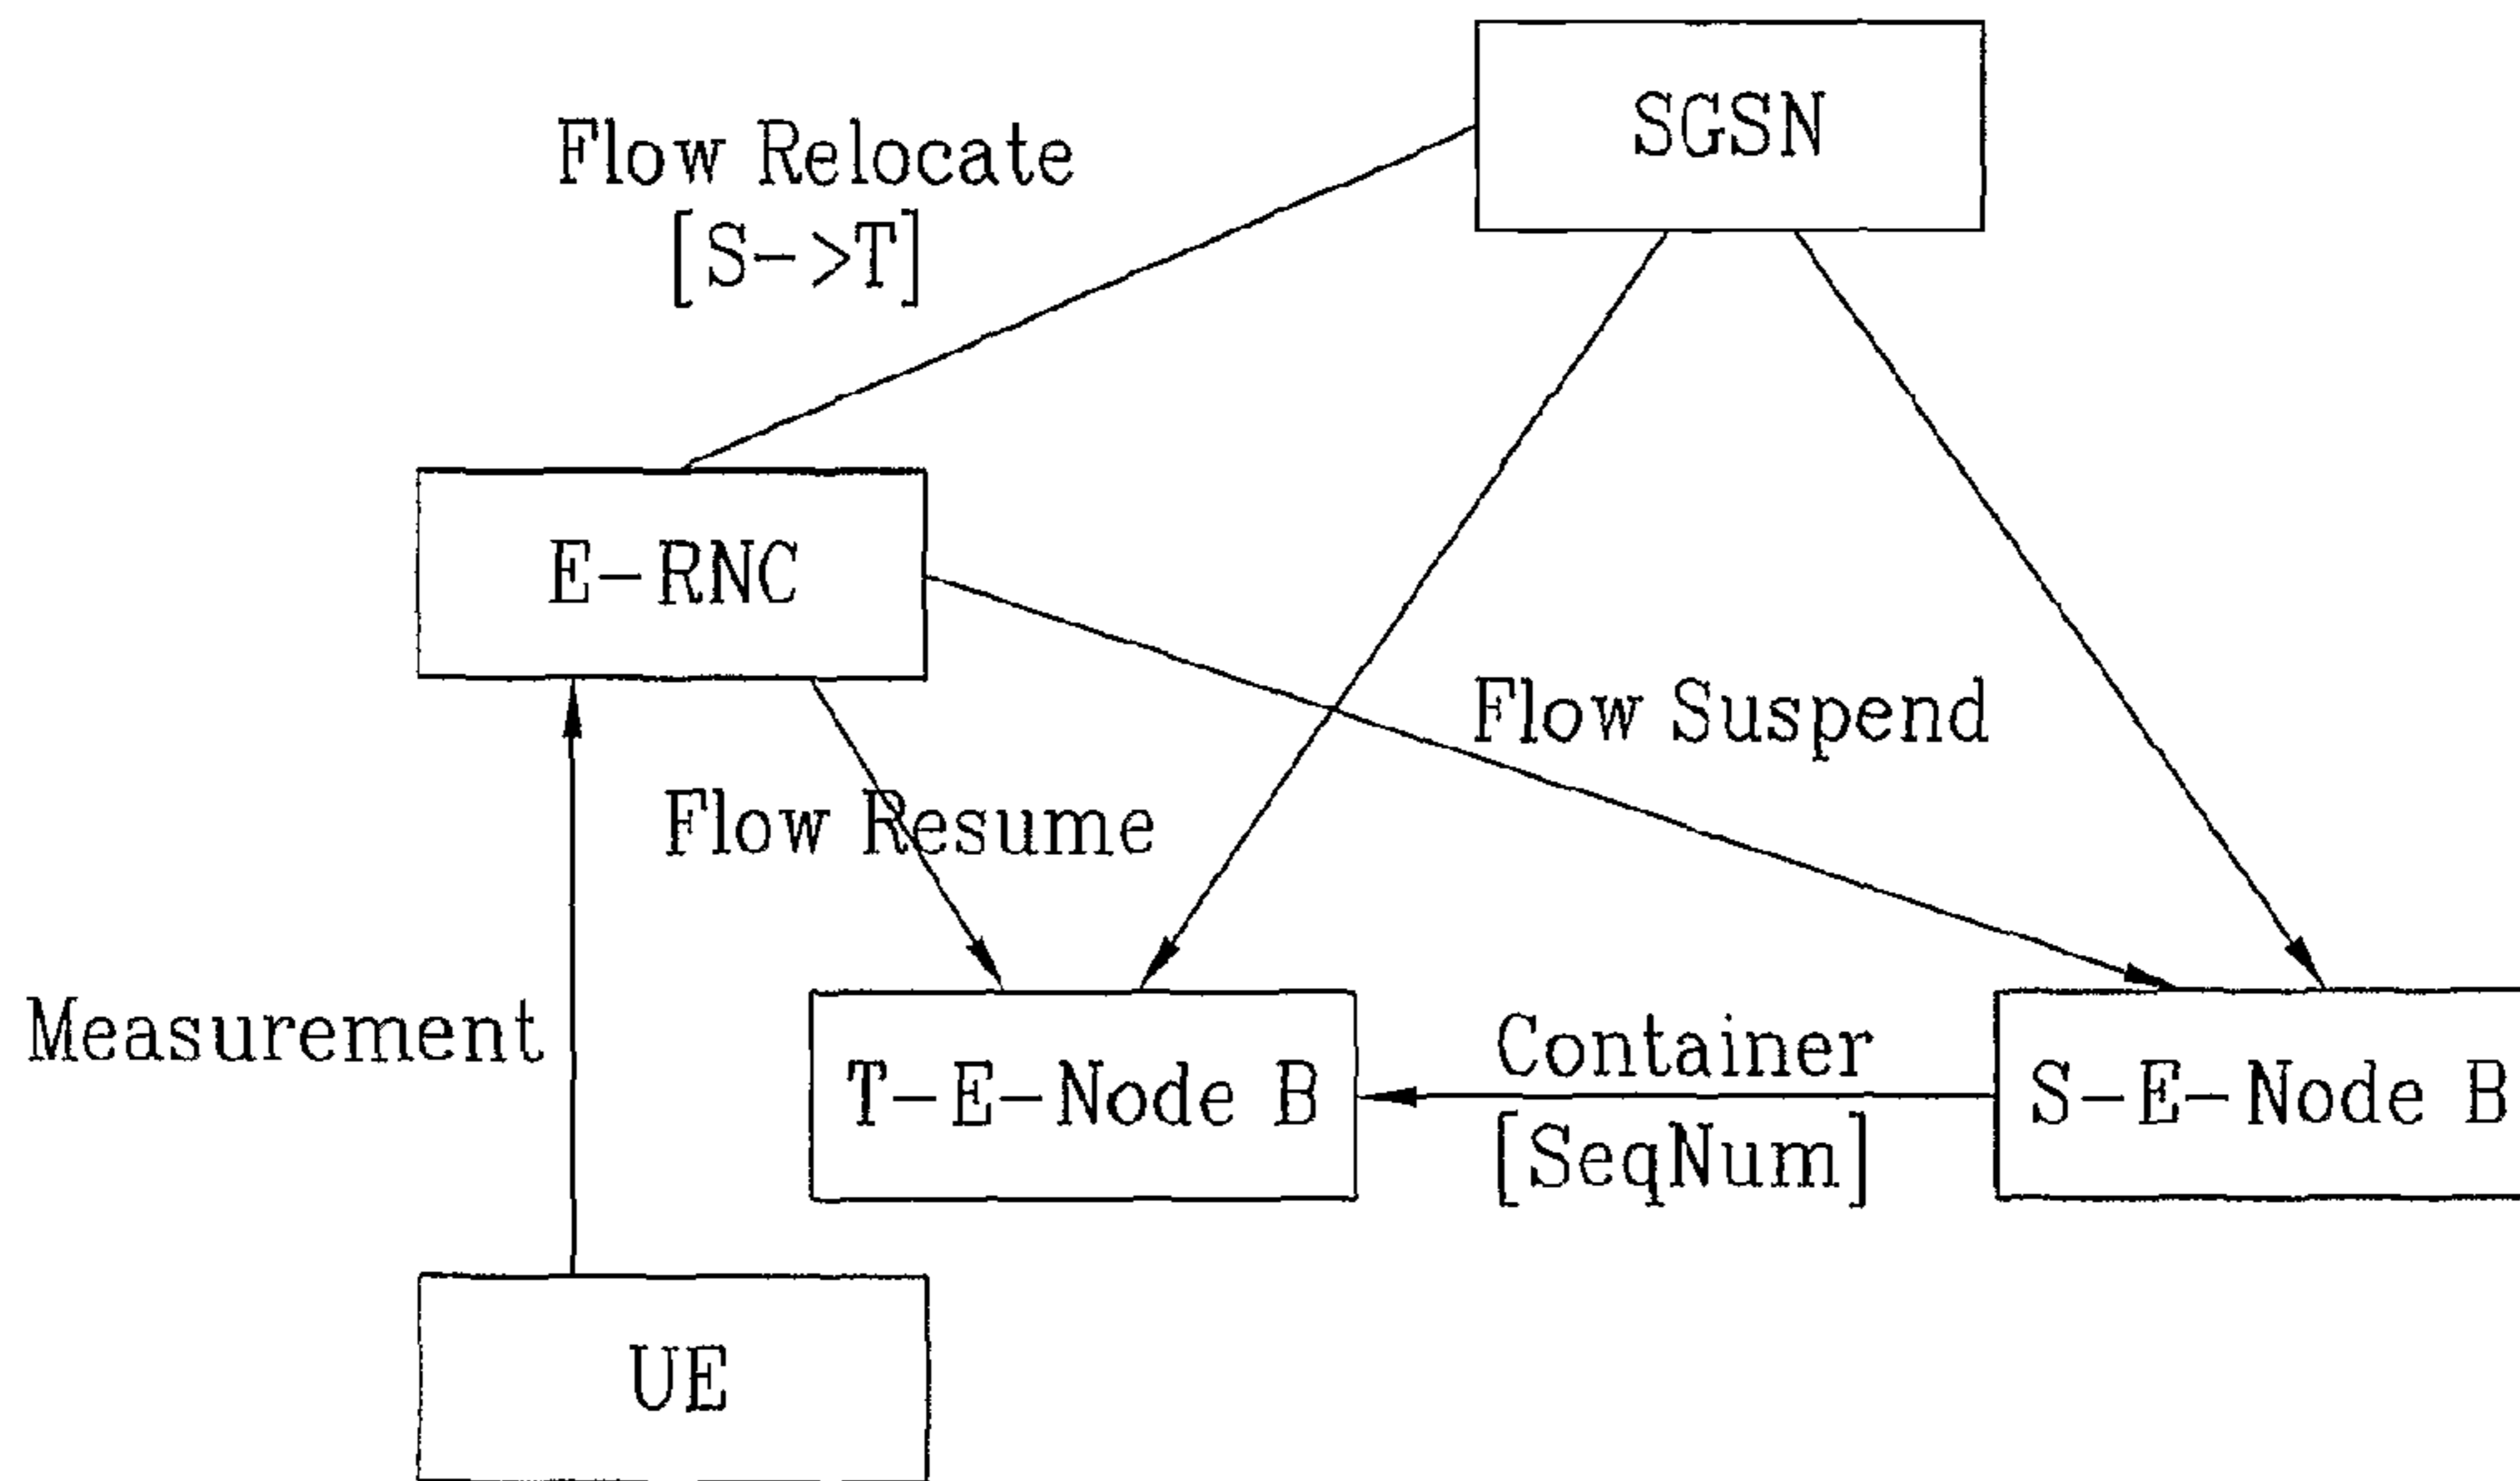 SGSN
Flow Relocate
[S->T]
E-RNC
Flow Suspend
Flow Resume
Measurement
T-E-Node B
Container
[SeqNum]
S-E-Node B
UE